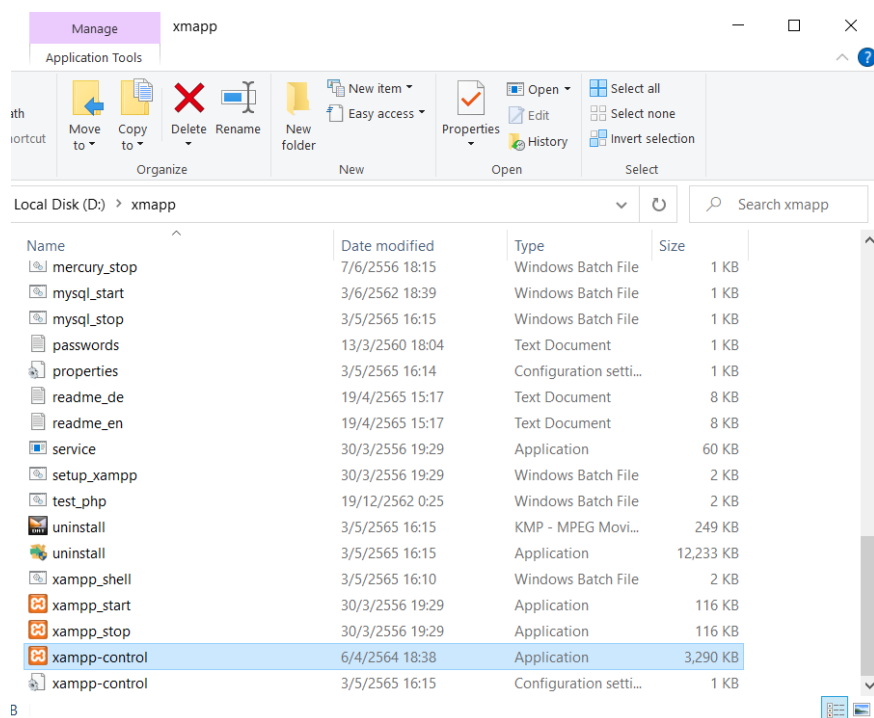 Manage xmapp
Application Tools
?
ath
ortcut
Move to
Copy to
Delete
Rename
New folder
New item
Easy access
Properties
Open
Edit
History
Select all
Select none
Invert selection
Organize New Open Select
Local Disk (D:) > xmapp Search xmapp
Name Date modified Type Size
mercury_stop 7/6/2556 18:15 Windows Batch File 1 KB
mysql_start 3/6/2562 18:39 Windows Batch File 1 KB
mysql_stop 3/5/2565 16:15 Windows Batch File 1 KB
passwords 13/3/2560 18:04 Text Document 1 KB
properties 3/5/2565 16:14 Configuration setti... 1 KB
readme_de 19/4/2565 15:17 Text Document 8 KB
readme_en 19/4/2565 15:17 Text Document 8 KB
service 30/3/2556 19:29 Application 60 KB
setup_xampp 30/3/2556 19:29 Windows Batch File 2 KB
test_php 19/12/2562 0:25 Windows Batch File 2 KB
uninstall 3/5/2565 16:15 KMP - MPEG Movi... 249 KB
uninstall 3/5/2565 16:15 Application 12,233 KB
xampp_shell 3/5/2565 16:10 Windows Batch File 2 KB
xampp_start 30/3/2556 19:29 Application 116 KB
xampp_stop 30/3/2556 19:29 Application 116 KB
xampp-control 6/4/2564 18:38 Application 3,290 KB
xampp-control 3/5/2565 16:15 Configuration setti... 1 KB
B